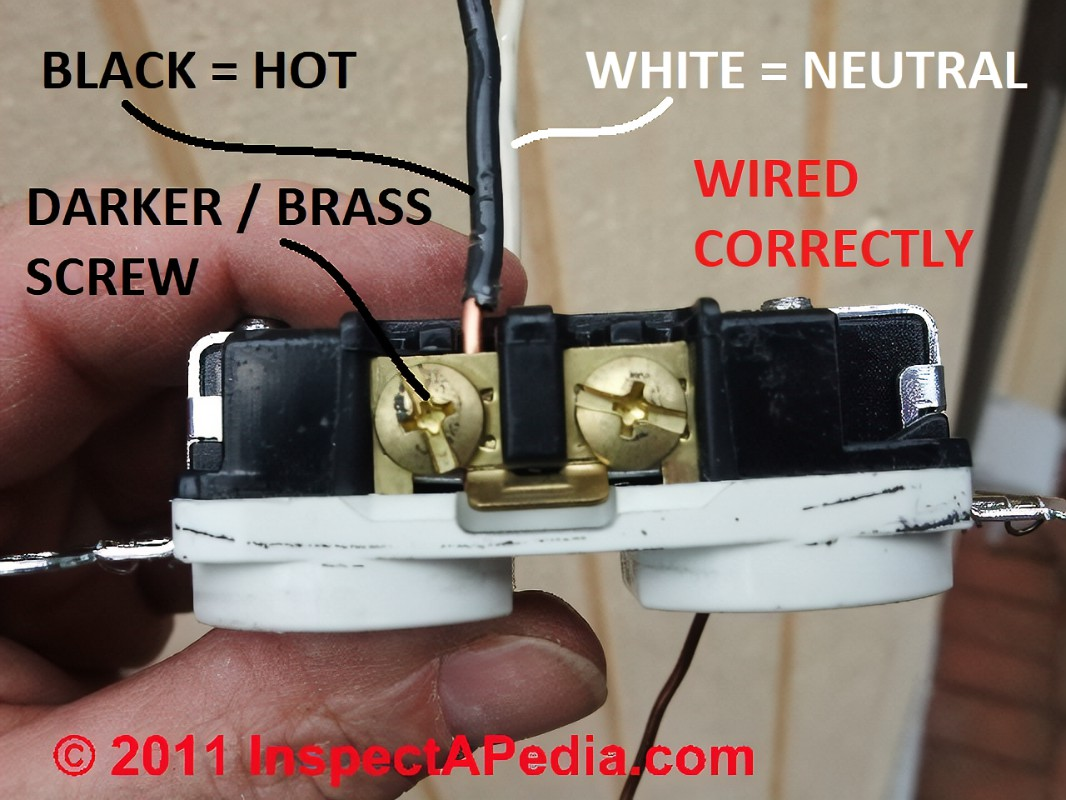 BLACK = HOT
WHITE = NEUTRAL
DARKER / BRASS
SCREW
WIRED
CORRECTLY
© 2011 InspectAPedia.com